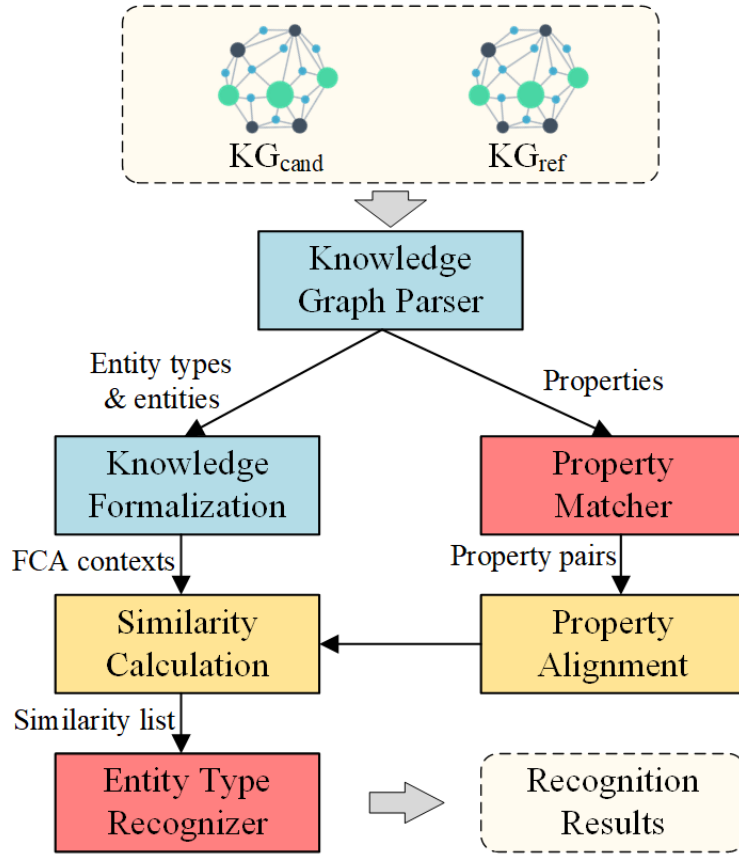 KGcand
KGref
Knowledge
Graph Parser
Entity types
& entities
Properties
Knowledge
Formalization
Property
Matcher
FCA contexts
Property pairs
Similarity
Calculation
Property
Alignment
Similarity list
Entity Type
Recognizer
Recognition
Results